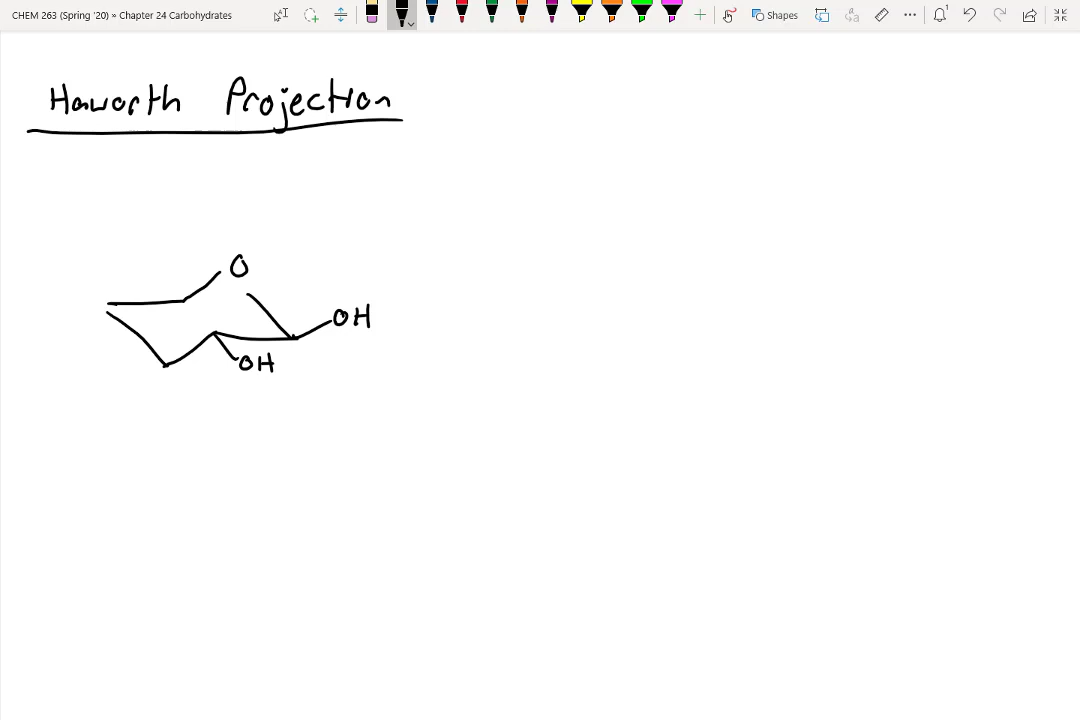 CHEM 263 (Spring '20) » Chapter 24 Carbohydrates
Shapes
Haworth Projection
O
OH
OH